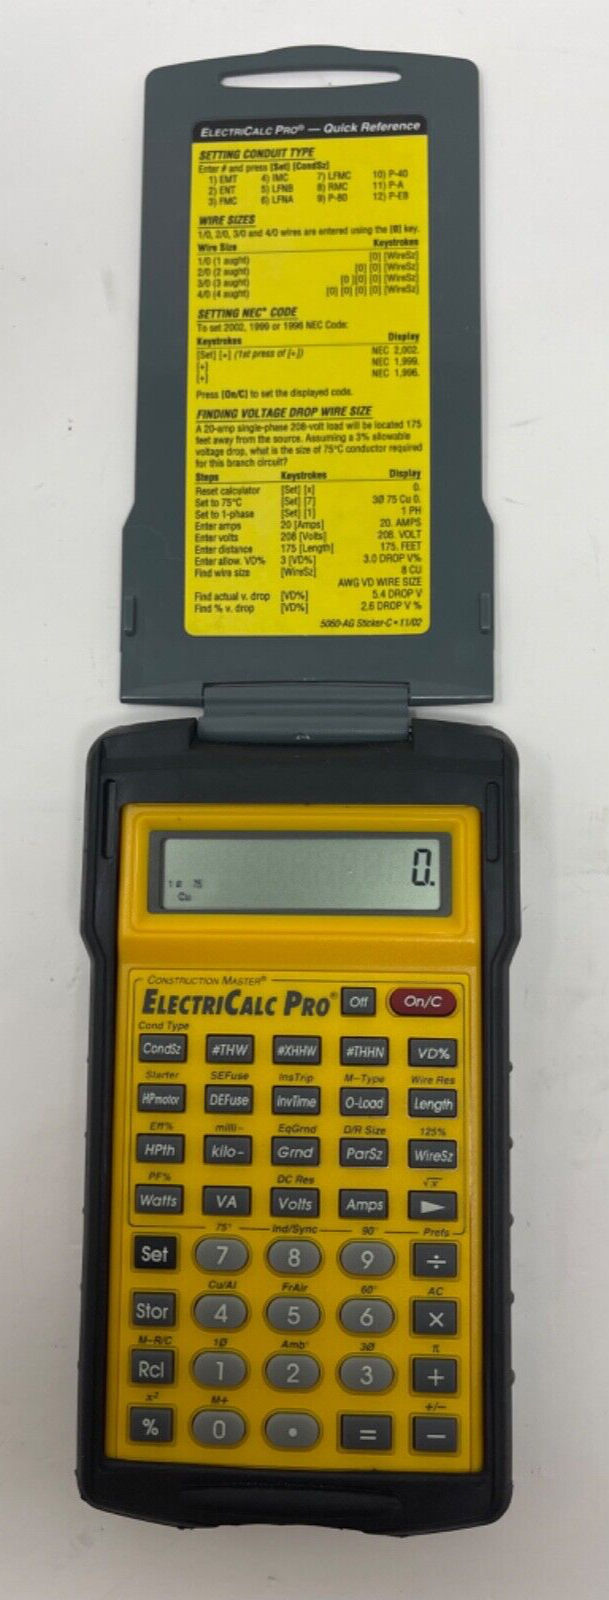 ELECTRICALC PRO® — Quick Reference
SETTING CONDUIT TYPE
Enter # and press [Set] [CondSz]
1) EMT 4) IMC 7) LFMC 10) P-40
2) ENT 5) LFNB 8) RMC 11) P-A
3) FMC 6) LFNA 9) P-80 12) P-EB
WIRE SIZES
1/0, 2/0, 3/0 and 4/0 wires are entered using the [0] key.
Wire Size Keystrokes
1/0 (1 aught) [0] [WireSz]
2/0 (2 aught) [0] [0] [WireSz]
3/0 (3 aught) [0] [0] [0] [WireSz]
4/0 (4 aught) [0] [0] [0] [0] [WireSz]
SETTING NEC® CODE
To set 2002, 1999 or 1996 NEC Code:
Keystrokes Display
[Set] [+] (1st press of [+]) NEC 2,002.
[+] NEC 1,999.
[+] NEC 1,996.
Press [On/C] to set the displayed code.
FINDING VOLTAGE DROP WIRE SIZE
A 20-amp single-phase 208-volt load will be located 175
feet away from the source. Assuming a 3% allowable
voltage drop, what is the size of 75°C conductor required
for this branch circuit?
Steps Keystrokes Display
Reset calculator [Set] [x] 0.
Set to 75°C [Set] [7] 3Ø 75 Cu 0.
Set to 1-phase [Set] [1] 1 PH
Enter amps 20 [Amps] 20. AMPS
Enter volts 208 [Volts] 208. VOLT
Enter distance 175 [Length] 175. FEET
Enter allow. VD% 3 [VD%] 3.0 DROP V%
Find wire size [WireSz] 8 CU
AWG VD WIRE SIZE
Find actual v. drop [VD%] 5.4 DROP V
Find % v. drop [VD%] 2.6 DROP V %
5060-AG Sticker-C • 11/02
0.
1 Ø 75
Cu
CONSTRUCTION MASTER®
ELECTRICALC PRO® Off On/C
Cond Type
CondSz #THW #XHHW #THHN VD%
Starter SEFuse InsTrip M-Type Wire Res
HPmotor DEFuse InvTime O-Load Length
Eff% milli- EqGrnd D/R Size 125%
HPth kilo- Grnd ParSz WireSz
PF% DC Res √x
Watts VA Volts Amps
75° Ind/Sync 90° Prefs
Set 7 8 9 ÷
Cu/Al FrAir 60° AC
Stor 4 5 6 ×
M-R/C 1Ø Amb° 3Ø π
Rcl 1 2 3 +
x² M+ +/-
% 0 • = −